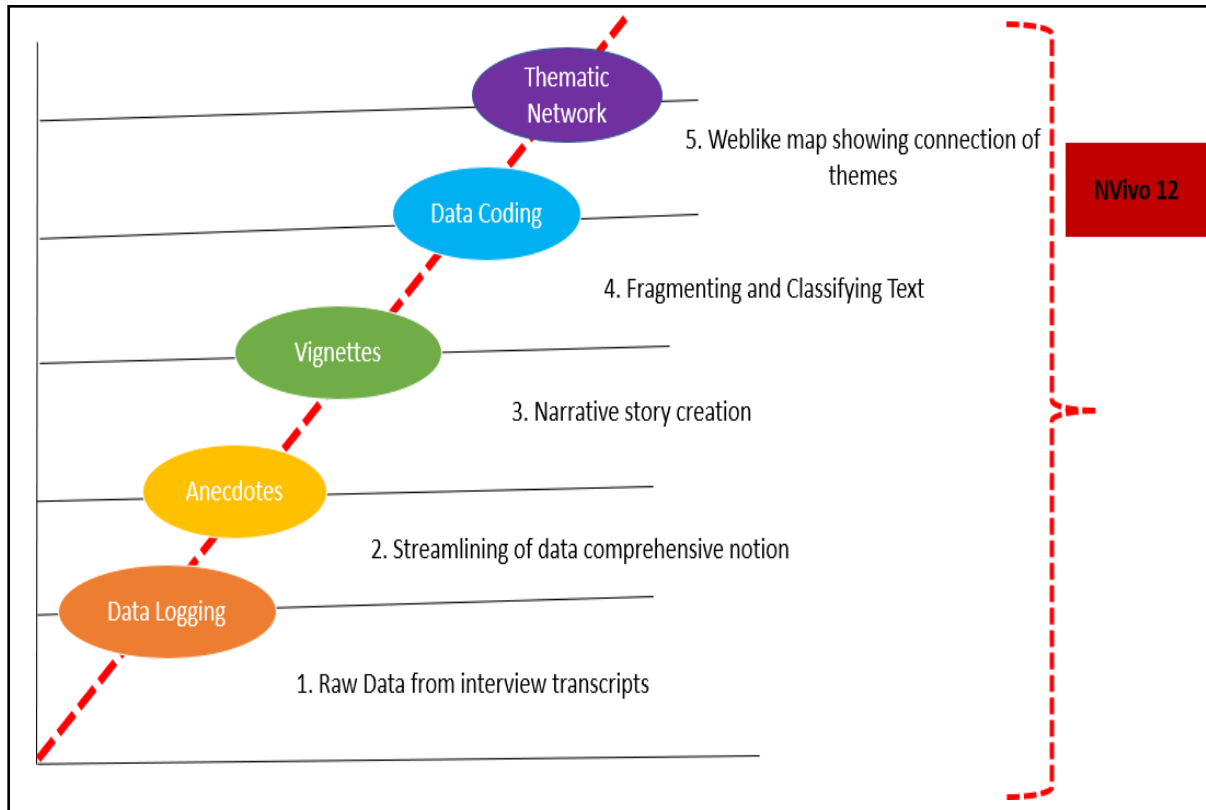 Thematic
Network
5. Weblike map showing connection of
themes
NVivo 12
Data Coding
4. Fragmenting and Classifying Text
Vignettes
3. Narrative story creation
Anecdotes
2. Streamlining of data comprehensive notion
Data Logging
1. Raw Data from interview transcripts